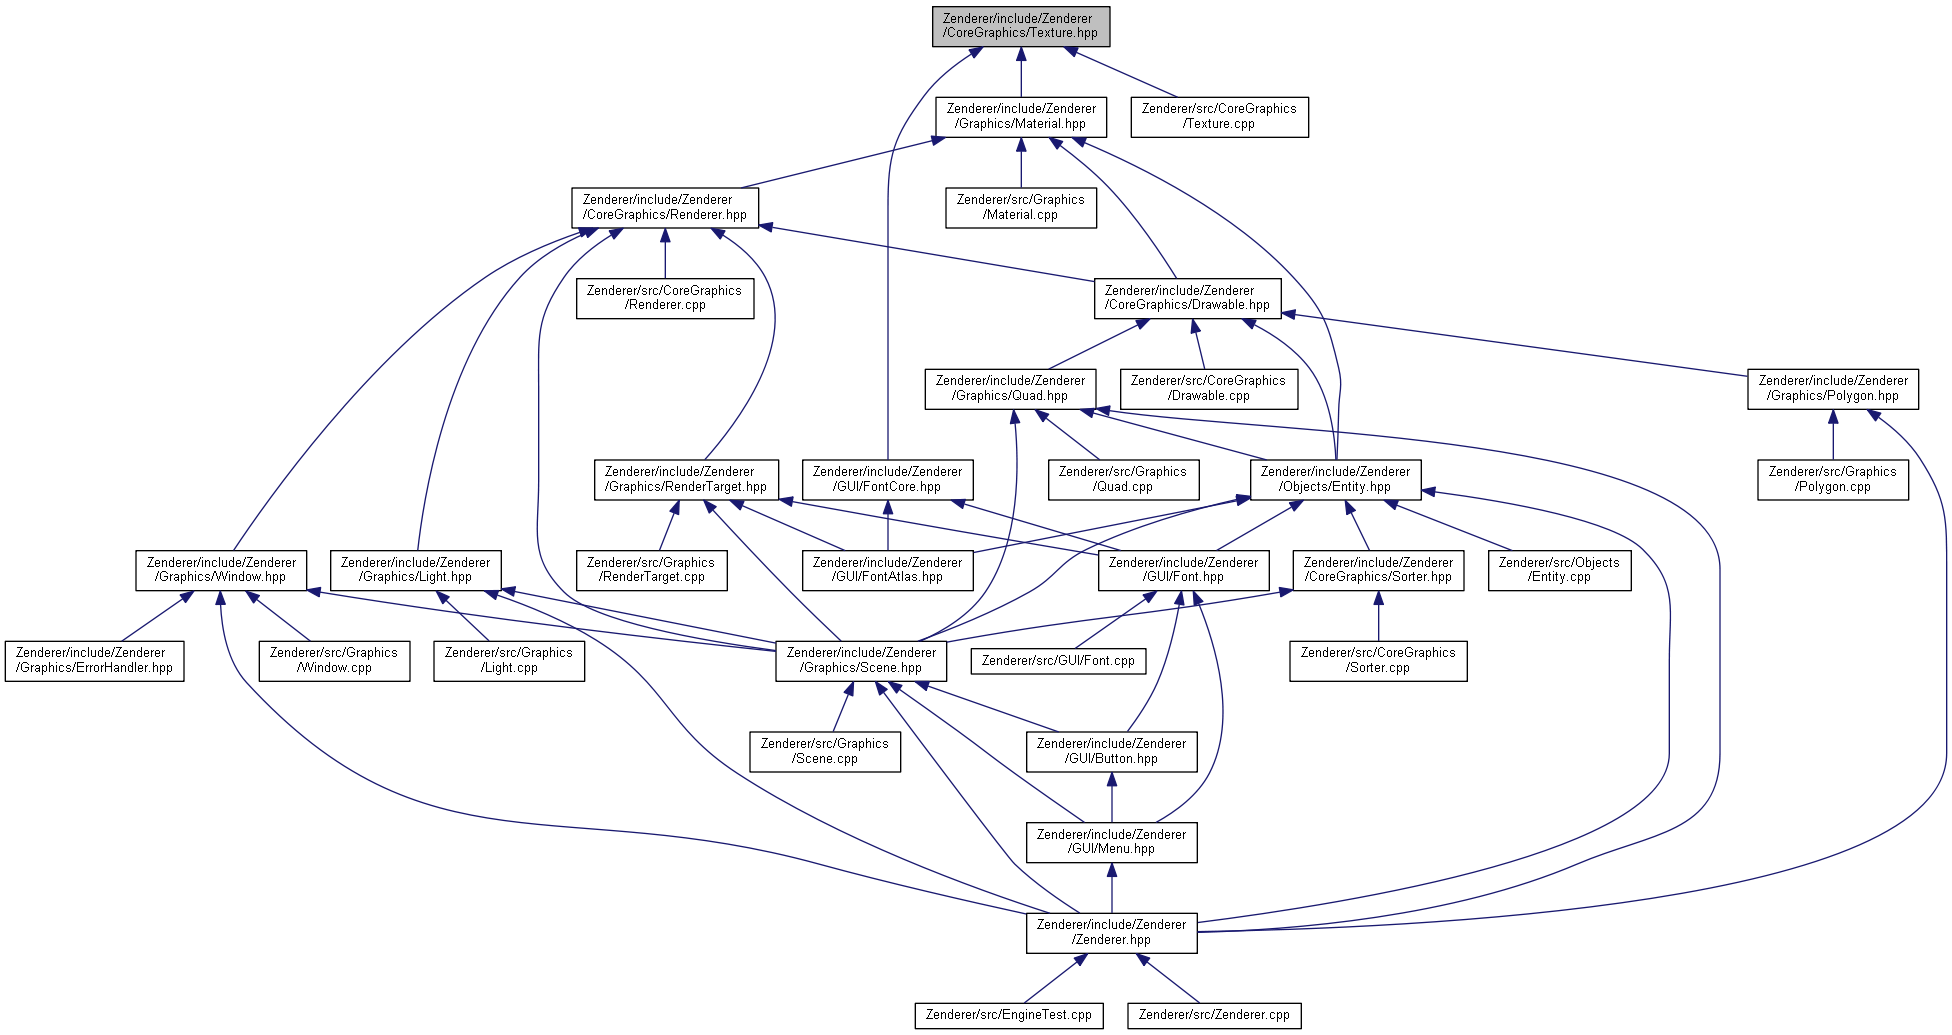 Zenderer/include/Zenderer
/CoreGraphics/Texture.hpp
Zenderer/include/Zenderer
/Graphics/Material.hpp
Zenderer/src/CoreGraphics
/Texture.cpp
Zenderer/include/Zenderer
/CoreGraphics/Renderer.hpp
Zenderer/src/Graphics
/Material.cpp
Zenderer/src/CoreGraphics
/Renderer.cpp
Zenderer/include/Zenderer
/CoreGraphics/Drawable.hpp
Zenderer/include/Zenderer
/Graphics/Quad.hpp
Zenderer/src/CoreGraphics
/Drawable.cpp
Zenderer/include/Zenderer
/Graphics/Polygon.hpp
Zenderer/include/Zenderer
/Graphics/RenderTarget.hpp
Zenderer/include/Zenderer
/GUI/FontCore.hpp
Zenderer/src/Graphics
/Quad.cpp
Zenderer/include/Zenderer
/Objects/Entity.hpp
Zenderer/src/Graphics
/Polygon.cpp
Zenderer/include/Zenderer
/Graphics/Window.hpp
Zenderer/include/Zenderer
/Graphics/Light.hpp
Zenderer/src/Graphics
/RenderTarget.cpp
Zenderer/include/Zenderer
/GUI/FontAtlas.hpp
Zenderer/include/Zenderer
/GUI/Font.hpp
Zenderer/include/Zenderer
/CoreGraphics/Sorter.hpp
Zenderer/src/Objects
/Entity.cpp
Zenderer/include/Zenderer
/Graphics/ErrorHandler.hpp
Zenderer/src/Graphics
/Window.cpp
Zenderer/src/Graphics
/Light.cpp
Zenderer/include/Zenderer
/Graphics/Scene.hpp
Zenderer/src/GUI/Font.cpp
Zenderer/src/CoreGraphics
/Sorter.cpp
Zenderer/src/Graphics
/Scene.cpp
Zenderer/include/Zenderer
/GUI/Button.hpp
Zenderer/include/Zenderer
/GUI/Menu.hpp
Zenderer/include/Zenderer
/Zenderer.hpp
Zenderer/src/EngineTest.cpp
Zenderer/src/Zenderer.cpp